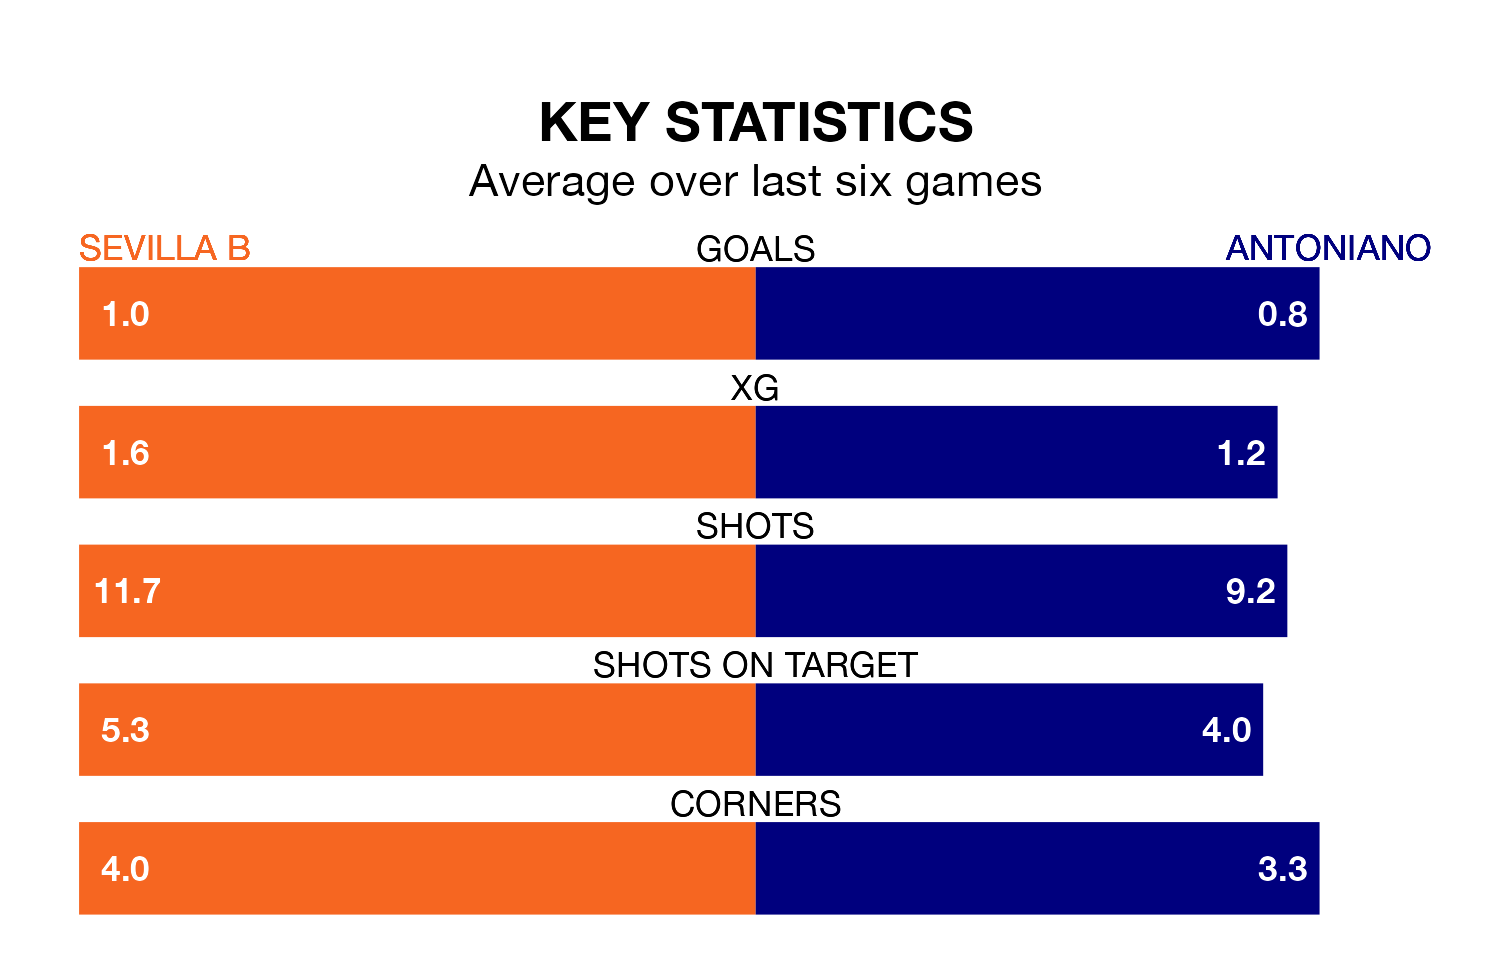 KEY STATISTICS
Average over last six games
SEVILLA B GOALS ANTONIANO
1.0 0.8
XG
1.6 1.2
SHOTS
11.7 9.2
SHOTS ON TARGET
5.3 4.0
CORNERS
4.0 3.3